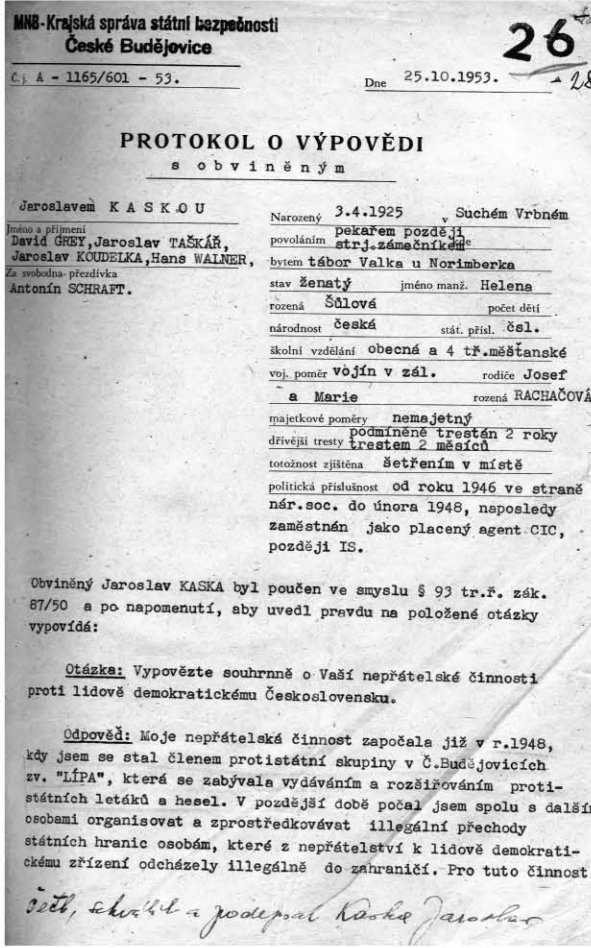 MNB-Krajská správa státní bezpečnosti
České Budějovice
Č.j. A - 1165/601 - 53.
26
- 28
Dne 25.10.1953.
PROTOKOL O VÝPOVĚDI
s obviněným
Jaroslavem KASKOU
Jméno a příjmení
David GREY,Jaroslav TAŠKÁŘ,
Jaroslav KOUDELKA,Hans WALNER,
Za svobodna-přezdívka
Antonín SCHRAFT.
Narozený 3.4.1925 v Suchém Vrbném
povoláním pekařem později
strj.zámečníkem
bytem tábor Valka u Norimberka
stav ženatý jméno manž. Helena
rozená Šůlová počet dětí
národnost česká stát. přísl. čsl.
školní vzdělání obecná a 4 tř.měšťanské
voj. poměr vojín v zál. rodiče Josef
a Marie rozená RACHAČOVÁ
majetkové poměry nemajetný
dřívější tresty podmíněně trestán 2 roky
trestem 2 měsíců
totožnost zjištěna šetřením v místě
politická příslušnost od roku 1946 ve straně
nár.soc. do února 1948, naposledy
zaměstnán jako placený agent CIC,
později IS.
Obviněný Jaroslav KASKA byl poučen ve smyslu § 93 tr.ř. zák.
87/50 a po napomenutí, aby uvedl pravdu na položené otázky
vypovídá:
Otázka: Vypovězte souhrnně o Vaší nepřátelské činnosti
proti lidově demokratickému Československu.
Odpověď: Moje nepřátelská činnost započala již v r.1948,
kdy jsem se stal členem protistátní skupiny v Č.Budějovicích
zv. "LÍPA", která se zabývala vydáváním a rozšiřováním proti-
státních letáků a hesel. V pozdější době počal jsem spolu s dalším
osobami organisovat a zprostředkovávat illegální přechody
státních hranic osobám, které z nepřátelství k lidově demokrati-
ckému zřízení odcházely illegálně do zahraničí. Pro tuto činnost
četl, schválil a podepsal Kaska Jaroslav